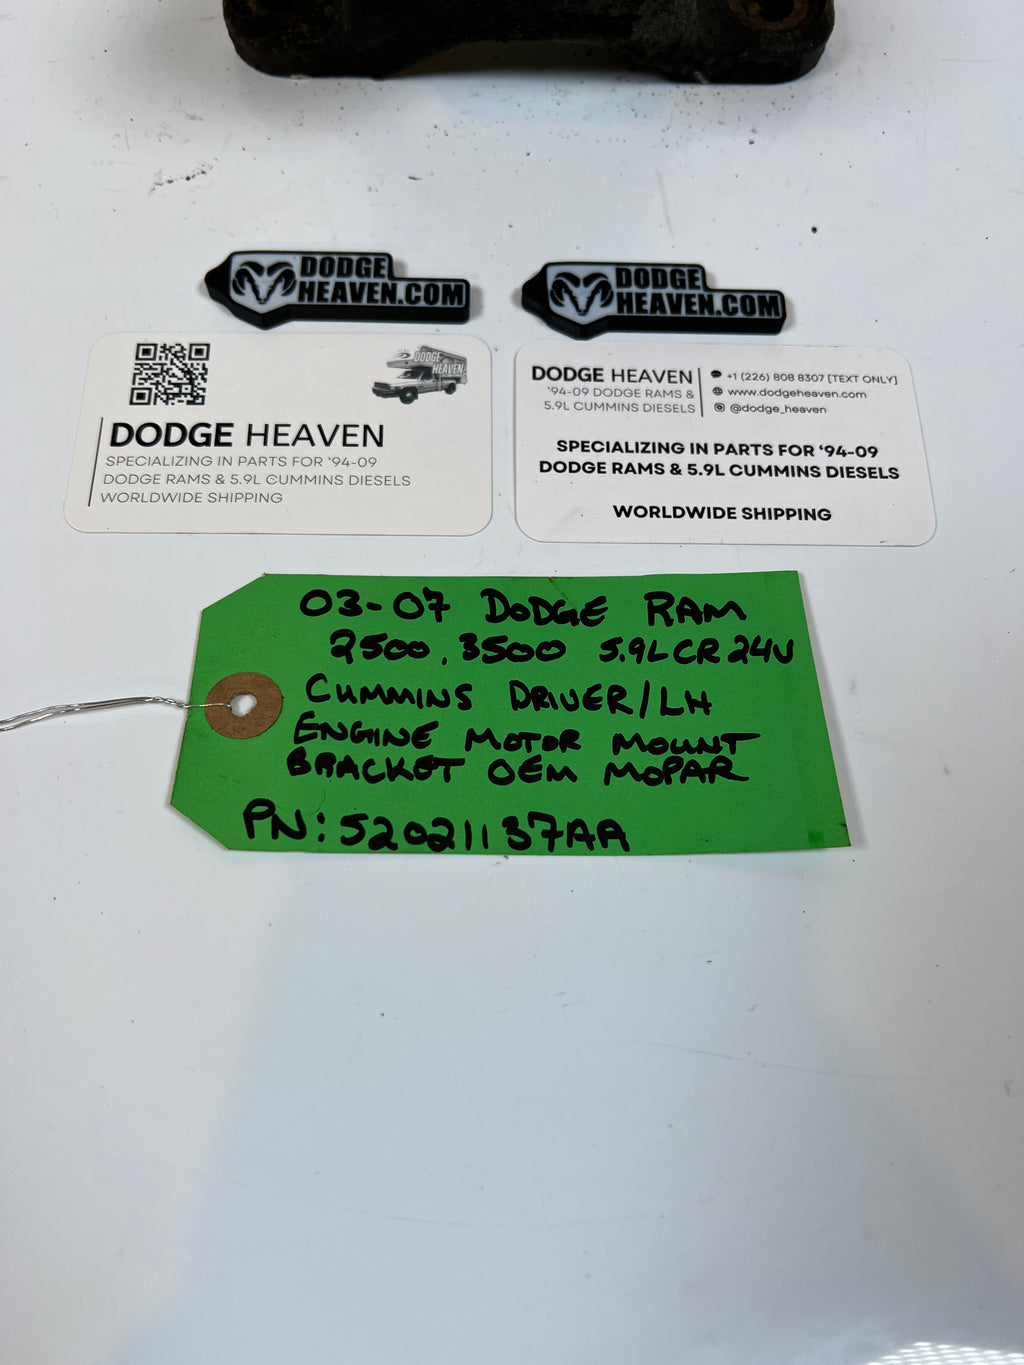 DODGE
HEAVEN.COM
DODGE
HEAVEN.COM
DODGE
HEAVEN
DODGE HEAVEN
SPECIALIZING IN PARTS FOR '94-09
DODGE RAMS & 5.9L CUMMINS DIESELS
WORLDWIDE SHIPPING
DODGE HEAVEN
'94-09 DODGE RAMS &
5.9L CUMMINS DIESELS
+1 (226) 808 8307 [TEXT ONLY]
www.dodgeheaven.com
@dodge_heaven
SPECIALIZING IN PARTS FOR '94-09
DODGE RAMS & 5.9L CUMMINS DIESELS
WORLDWIDE SHIPPING
03-07 DODGE RAM
2500, 3500 5.9L CR 24V
CUMMINS DRIVER/LH
ENGINE MOTOR MOUNT
BRACKET OEM MOPAR
PN: 52021137AA